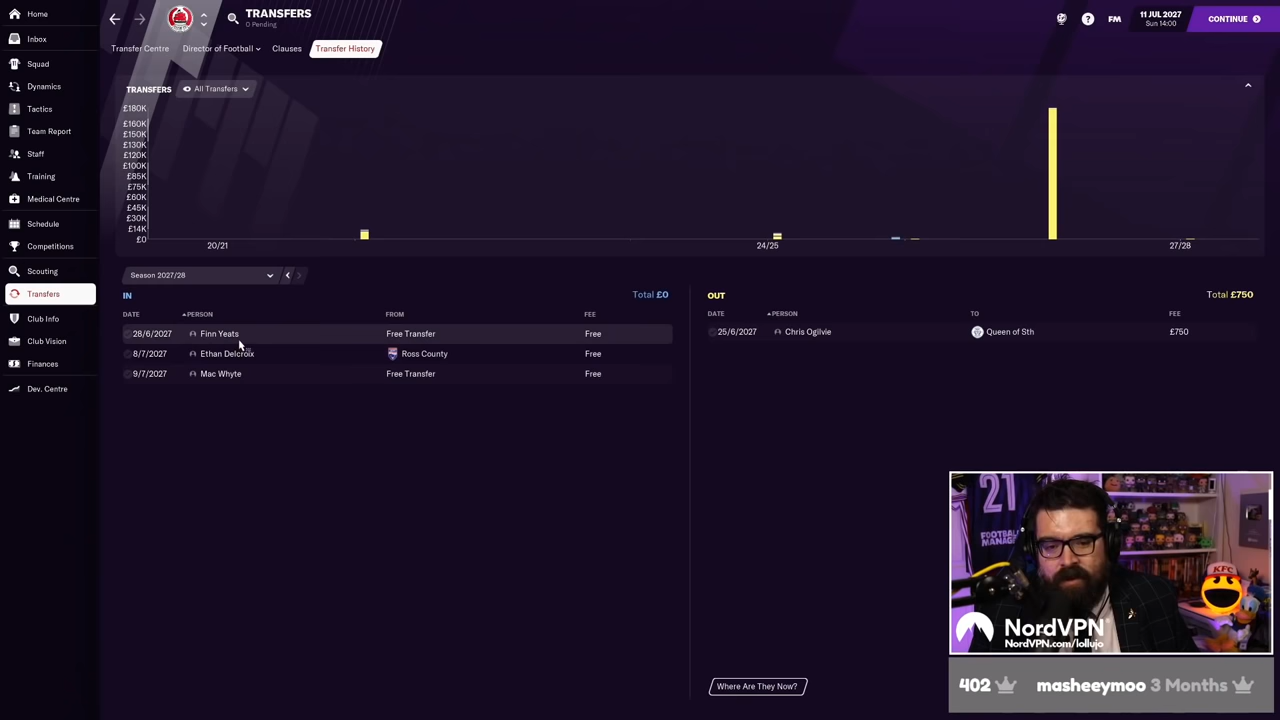 Home
TRANSFERS
0 Pending
FM
11 JUL 2027
Sun 14:00
CONTINUE
Inbox
Transfer Centre
Director of Football
Clauses
Transfer History
Squad
Dynamics
Tactics
Team Report
Staff
Training
Medical Centre
Schedule
Competitions
Scouting
Transfers
Club Info
Club Vision
Finances
Dev. Centre
TRANSFERS
All Transfers
£180K
£160K
£150K
£130K
£120K
£100K
£85K
£75K
£60K
£45K
£30K
£14K
£0
20/21
24/25
27/28
Season 2027/28
IN
Total £0
DATE
PERSON
FROM
FEE
28/6/2027
Finn Yeats
Free Transfer
Free
8/7/2027
Ethan Delcroix
Ross County
Free
9/7/2027
Mac Whyte
Free Transfer
Free
OUT
Total £750
DATE
PERSON
TO
FEE
25/6/2027
Chris Ogilvie
Queen of Sth
£750
Where Are They Now?
21
FOOTBALL
KFC
NordVPN
NordVPN.com/lollujo
402
masheeymoo 3 Months